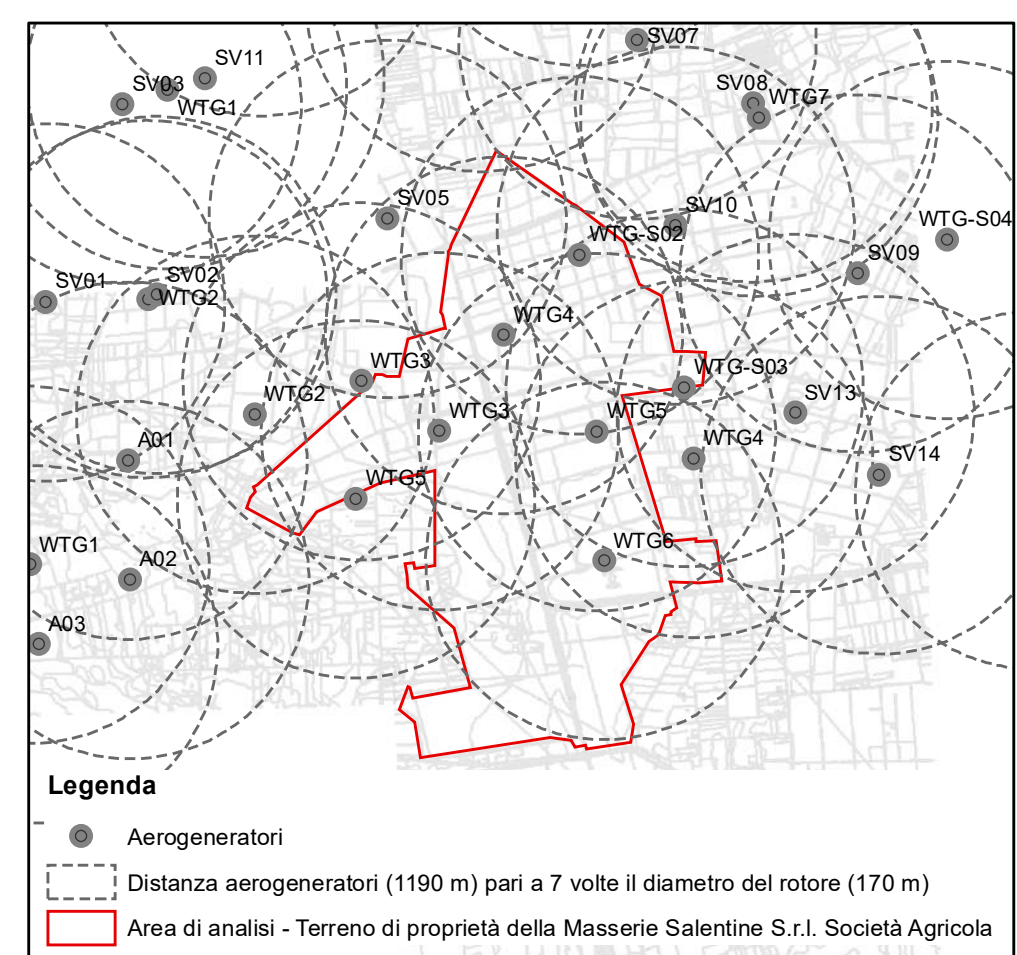 SV07
SV11
SV03
WTG1
SV08
WTG7
SV05
SV10
WTG-S04
WTG-S02
SV09
SV01
SV02
WTG2
WTG4
WTG3
WTG-S03
WTG2
SV13
WTG3
WTG5
A01
WTG4
SV14
WTG5
WTG1
A02
WTG6
A03
Legenda
Aerogeneratori
Distanza aerogeneratori (1190 m) pari a 7 volte il diametro del rotore (170 m)
Area di analisi - Terreno di proprietà della Masserie Salentine S.r.l. Società Agricola